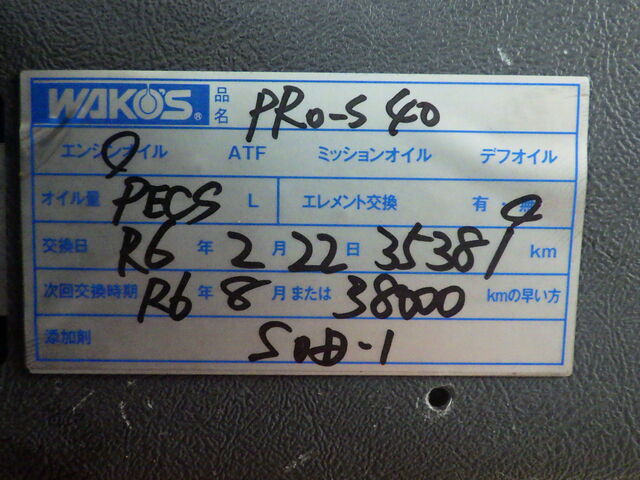 WAKO'S® 品名 PRo-S 40
エンジンオイル ATF ミッションオイル デフオイル
オイル量 PECS L エレメント交換 有・無
交換日 R6 年 2 月 22 日 35381 km
次回交換時期 R6 年 8 月または 38000 kmの早い方
添加剤 SOD-1